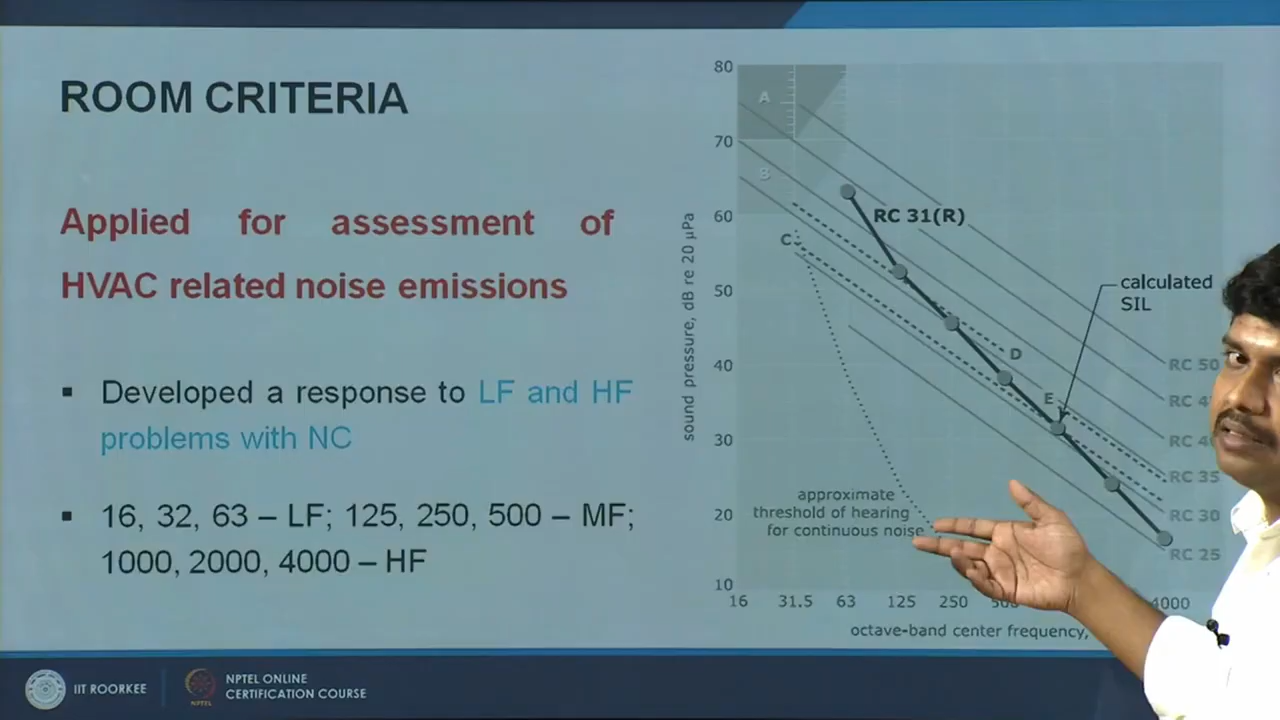 ROOM CRITERIA
Applied for assessment of
HVAC related noise emissions
▪ Developed a response to LF and HF
problems with NC
▪ 16, 32, 63 – LF; 125, 250, 500 – MF;
1000, 2000, 4000 – HF
80
70
60
50
40
30
20
10
sound pressure, dB re 20 µPa
A
B
C
D
E
RC 31(R)
calculated
SIL
RC 50
RC
RC
RC 35
RC 30
RC 25
approximate
threshold of hearing
for continuous noise
16 31.5 63 125 250 500 4000
octave-band center frequency,
IIT ROORKEE
NPTEL
NPTEL ONLINE
CERTIFICATION COURSE